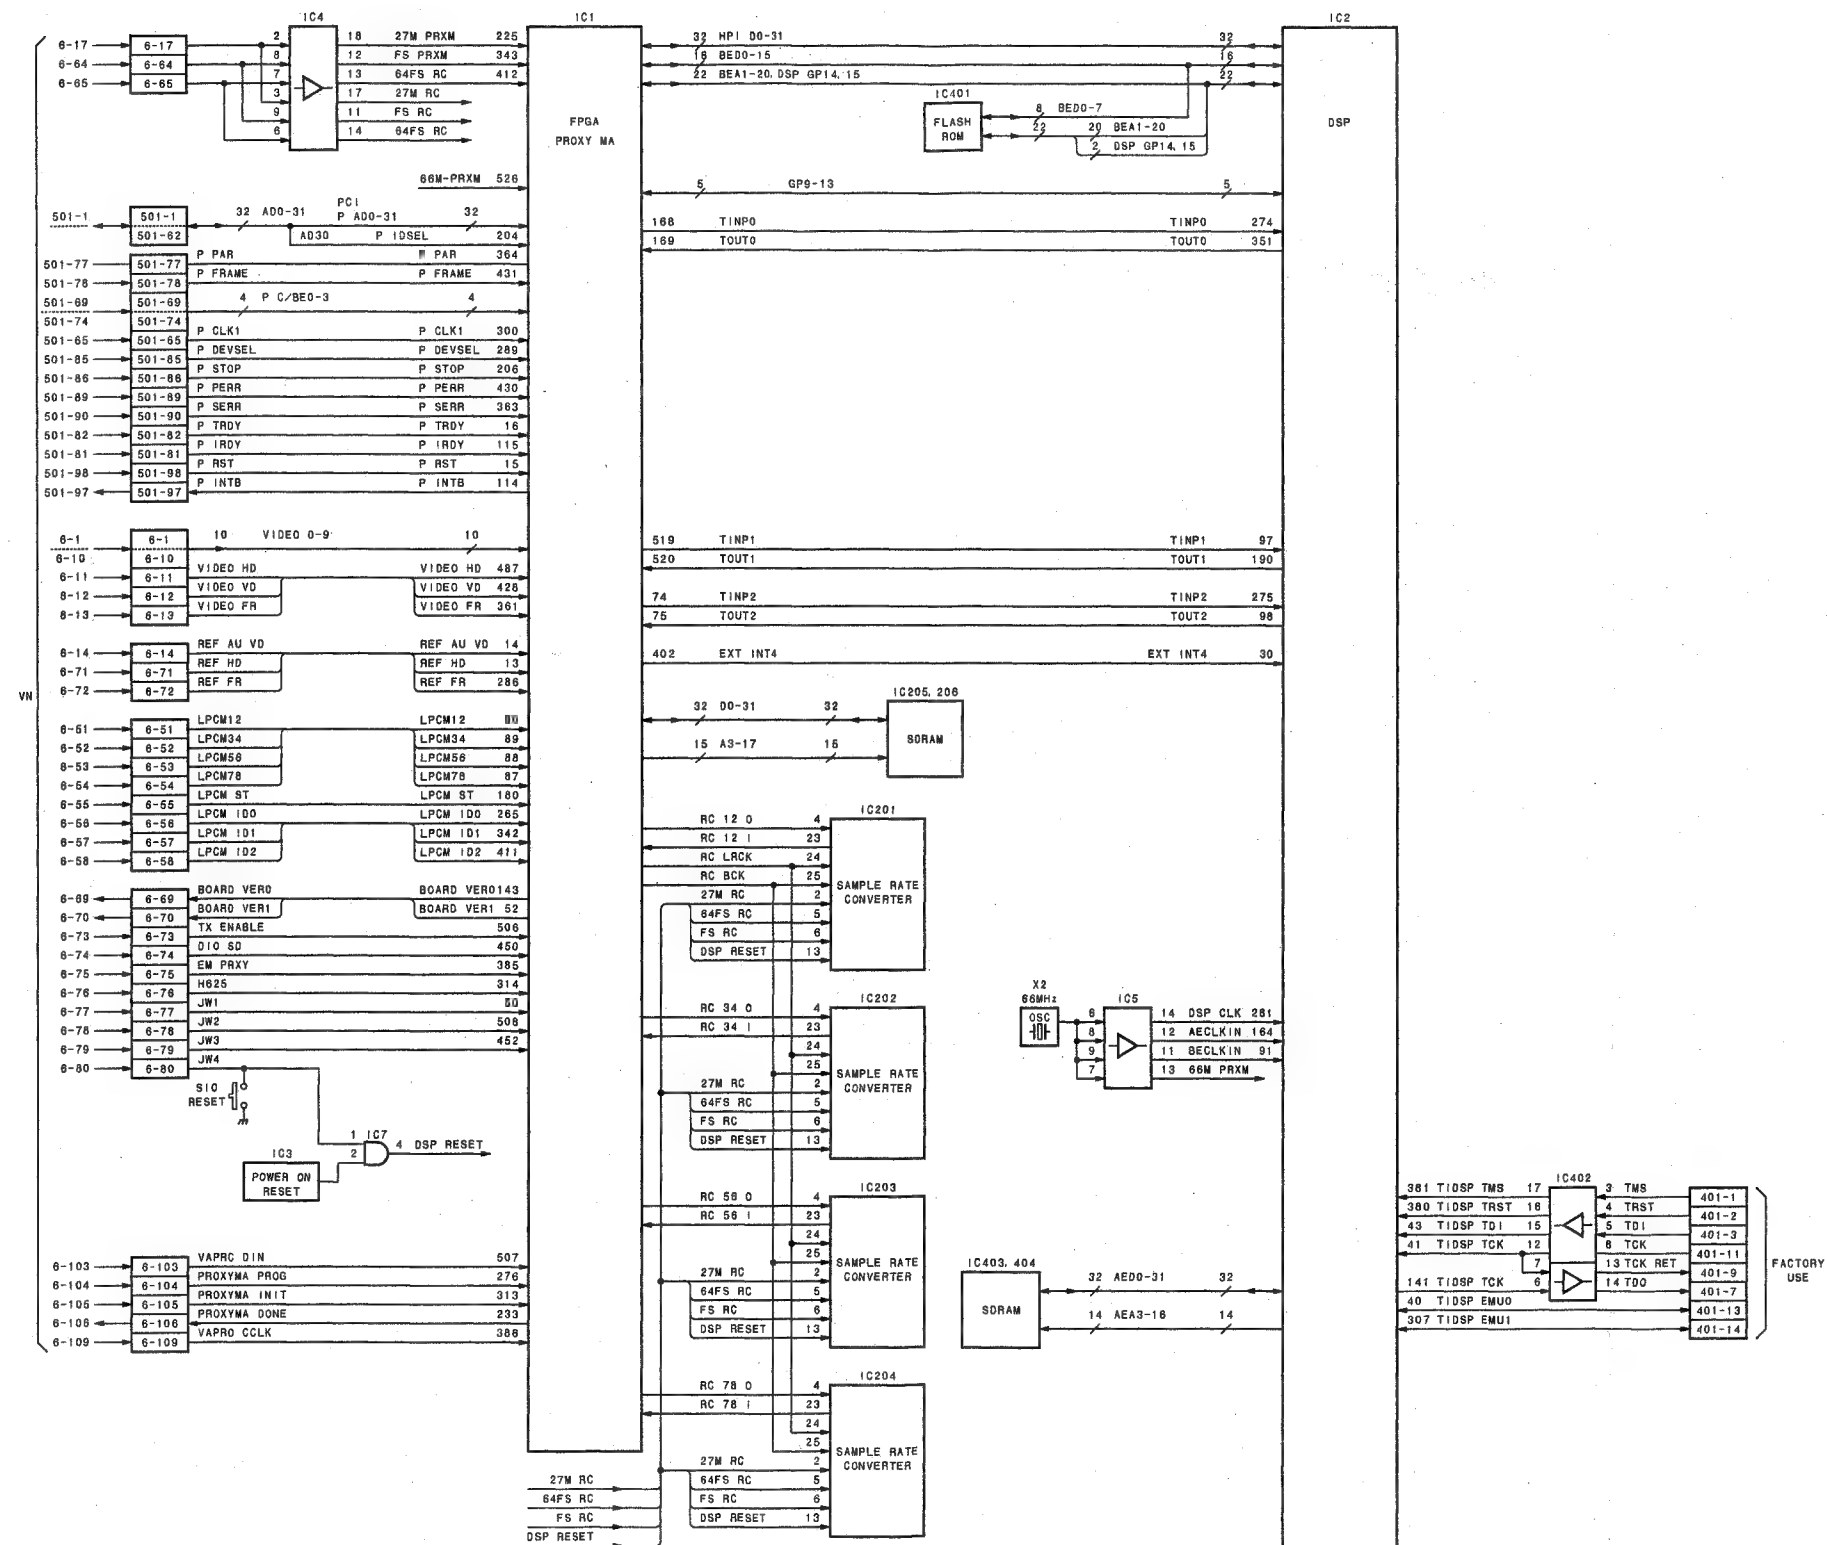 IC4
6-17 6-17 2 18 27M PRXM 225
6-64 6-64 8 12 FS PRXM 343
6-65 6-65 7 13 64FS RC 412
3 17 27M RC
9 11 FS RC
6 14 64FS RC
66M-PRXM 526
PCI
501-1 501-1 32 AD0-31 P AD0-31 32
501-62 AD30 P IDSEL 204
501-77 501-77 P PAR PAR 364
501-78 501-78 P FRAME P FRAME 431
501-69 501-69 4 P C/BE0-3 4
501-74 501-74
501-65 501-65 P CLK1 P CLK1 300
501-85 501-85 P DEVSEL P DEVSEL 289
501-86 501-86 P STOP P STOP 206
501-89 501-89 P PERR P PERR 430
501-90 501-90 P SERR P SERR 363
501-82 501-82 P TRDY P TRDY 16
501-81 501-81 P IRDY P IRDY 115
501-98 501-98 P RST P RST 15
501-97 501-97 P INTB P INTB 114
6-1 6-1 10 VIDEO 0-9 10
6-10 6-10
6-11 6-11 VIDEO HD VIDEO HD 487
6-12 6-12 VIDEO VD VIDEO VD 428
6-13 6-13 VIDEO FR VIDEO FR 361
6-14 6-14 REF AU VD REF AU VD 14
6-71 6-71 REF HD REF HD 13
6-72 6-72 REF FR REF FR 286
VN
6-51 6-51 LPCM12 LPCM12
6-52 6-52 LPCM34 LPCM34 89
6-53 6-53 LPCM56 LPCM56 88
6-54 6-54 LPCM78 LPCM78 87
6-55 6-55 LPCM ST LPCM ST 180
6-56 6-56 LPCM ID0 LPCM ID0 265
6-57 6-57 LPCM ID1 LPCM ID1 342
6-58 6-58 LPCM ID2 LPCM ID2 411
6-69 6-69 BOARD VER0 BOARD VER0 143
6-70 6-70 BOARD VER1 BOARD VER1 52
6-73 6-73 TX ENABLE 506
6-74 6-74 DIO SD 450
6-75 6-75 EM PRXY 385
6-76 6-76 H625 314
6-77 6-77 JW1
6-78 6-78 JW2 508
6-79 6-79 JW3 452
6-80 6-80 JW4
S10
RESET
IC3
POWER ON
RESET
1 IC7
2 4 DSP RESET
6-103 6-103 VAPRC DIN 507
6-104 6-104 PROXYMA PROG 276
6-105 6-105 PROXYMA INIT 313
6-106 6-106 PROXYMA DONE 233
6-109 6-109 VAPRO CCLK 388
IC1
FPGA
PROXY MA
32 HPI D0-31 32
16 BED0-15 16
22 BEA1-20, DSP GP14, 15 22
IC401
FLASH
ROM
8 BED0-7
22 20 BEA1-20
2 DSP GP14, 15
5 GP9-13 5
168 TINP0 TINP0 274
169 TOUT0 TOUT0 351
519 TINP1 TINP1 97
520 TOUT1 TOUT1 190
74 TINP2 TINP2 275
75 TOUT2 TOUT2 98
402 EXT INT4 EXT INT4 30
IC205, 206
SDRAM
32 D0-31 32
15 A3-17 15
IC201
SAMPLE RATE
CONVERTER
RC 12 O 4
RC 12 I 23
RC LRCK 24
RC BCK 25
27M RC 2
64FS RC 5
FS RC 6
DSP RESET 13
IC202
SAMPLE RATE
CONVERTER
RC 34 O 4
RC 34 I 23
24
25
27M RC 2
64FS RC 5
FS RC 6
DSP RESET 13
IC203
SAMPLE RATE
CONVERTER
RC 56 O 4
RC 56 I 23
24
25
27M RC 2
64FS RC 5
FS RC 6
DSP RESET 13
IC204
SAMPLE RATE
CONVERTER
RC 78 O 4
RC 78 I 23
24
25
27M RC 2
64FS RC 5
FS RC 6
DSP RESET 13
27M RC
64FS RC
FS RC
DSP RESET
IC2
DSP
X2
66MHz
OSC
IC5
6 14 DSP CLK 281
8 12 AECLKIN 164
9 11 BECLKIN 91
7 13 66M PRXM
IC403, 404
SDRAM
32 AED0-31 32
14 AEA3-16 14
IC402
381 TIDSP TMS 17 3 TMS 401-1
380 TIDSP TRST 16 4 TRST 401-2
43 TIDSP TDI 15 5 TDI 401-3
41 TIDSP TCK 12 8 TCK 401-11
7 13 TCK RET 401-9
141 TIDSP TCK 6 14 TDO 401-7
40 TIDSP EMU0 401-13
307 TIDSP EMU1 401-14
FACTORY
USE